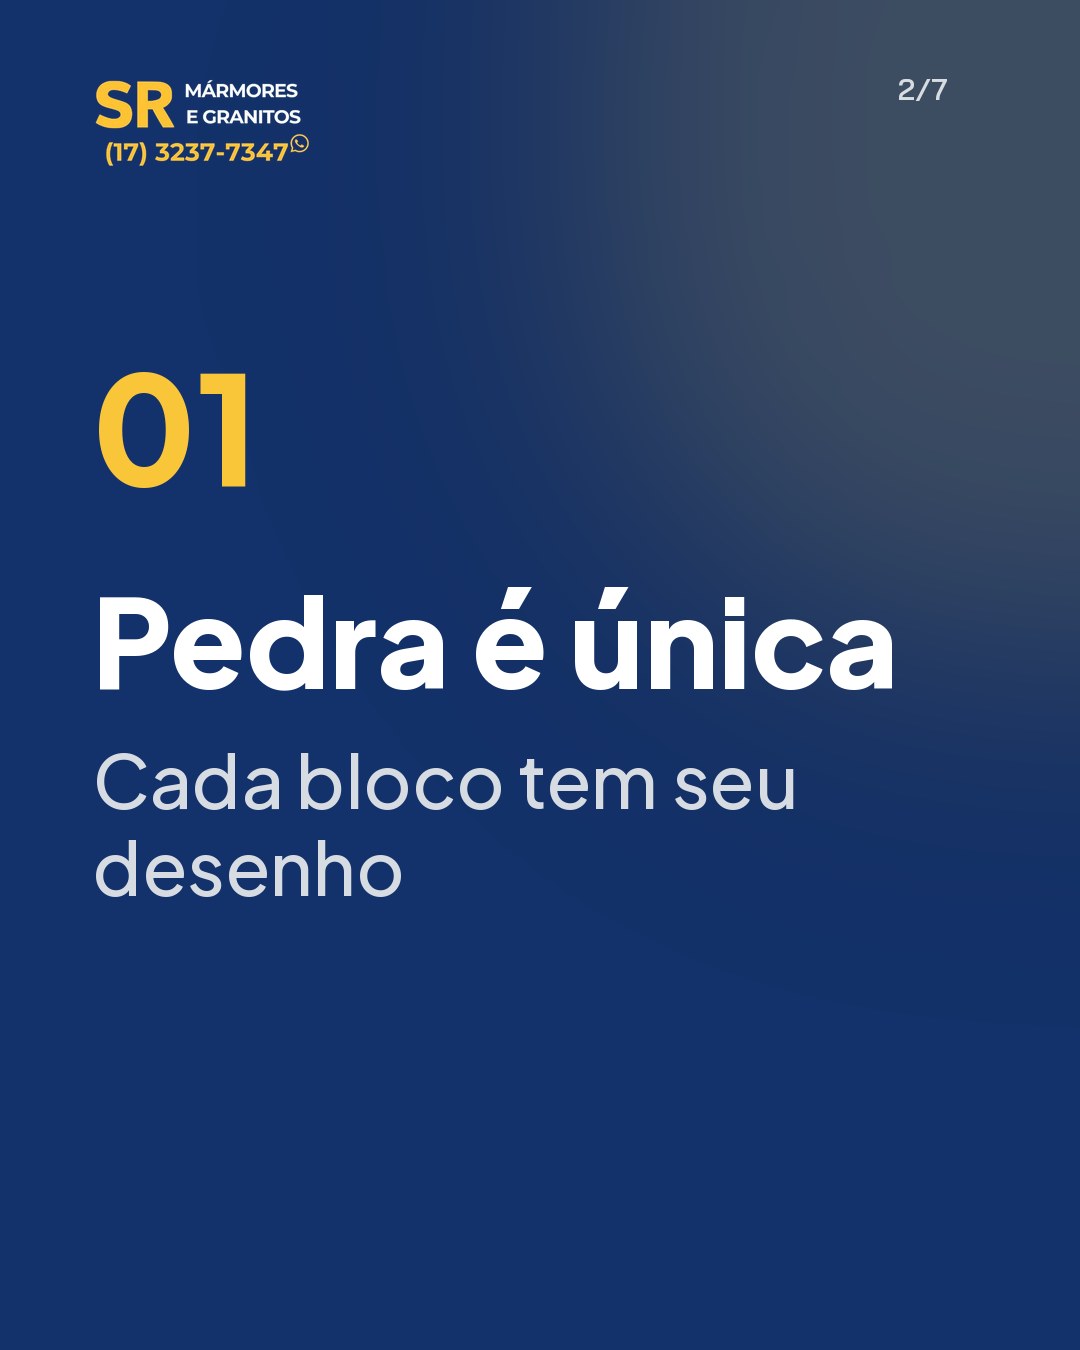 SR MÁRMORES
E GRANITOS
(17) 3237-7347
2/7
01
Pedra é única
Cada bloco tem seu
desenho